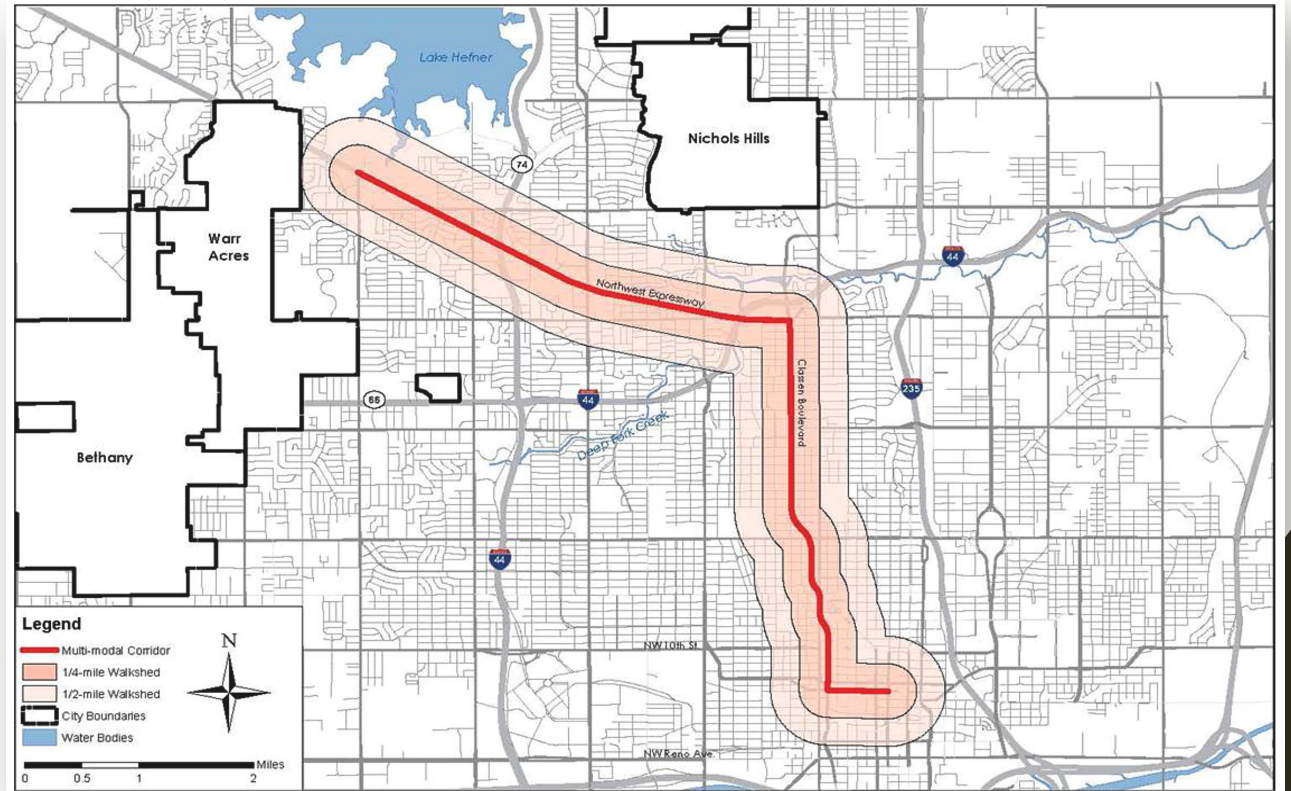 Lake Hefner
74
Nichols Hills
Warr
Acres
44
Northwest Expressway
Classen Boulevard
66
44
235
Deep Fork Creek
Bethany
44
NW 10th St.
NW Reno Ave.
Legend
Multi-modal Corridor
1/4-mile Walkshed
1/2-mile Walkshed
City Boundaries
Water Bodies
N
Miles
0 0.5 1 2